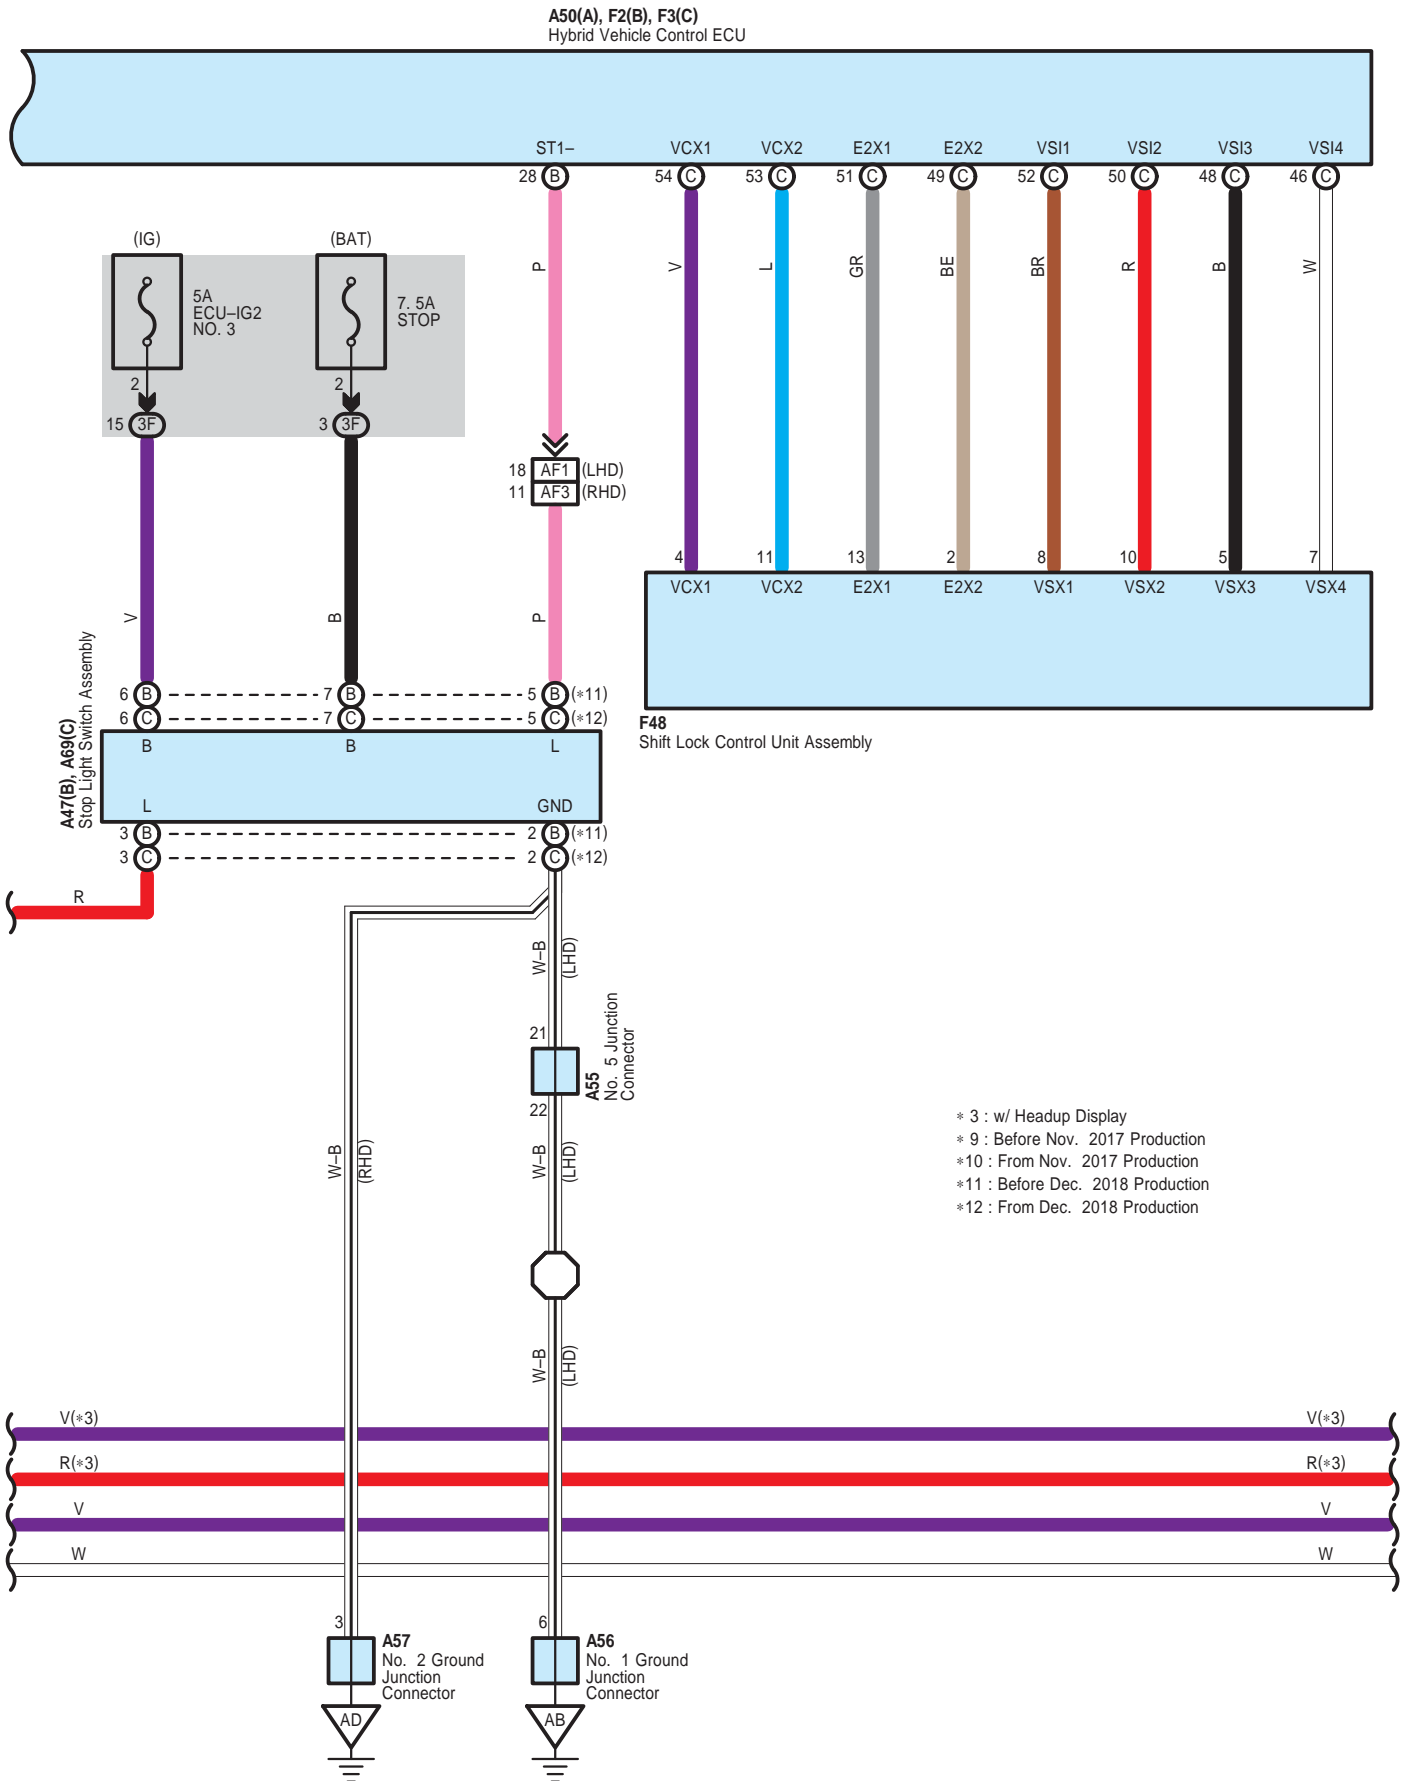 A50(A), F2(B), F3(C)
Hybrid Vehicle Control ECU
ST1– VCX1 VCX2 E2X1 E2X2 VSI1 VSI2 VSI3 VSI4
28 B 54 C 53 C 51 C 49 C 52 C 50 C 48 C 46 C
(IG) (BAT)
P V L GR BE BR R B W
5A
ECU–IG2
NO. 3
7. 5A
STOP
2 2
15 3F 3 3F
18 AF1 (LHD)
11 AF3 (RHD)
4 11 13 2 8 10 5 7
VCX1 VCX2 E2X1 E2X2 VSX1 VSX2 VSX3 VSX4
V B P
6 B 7 B 5 B (*11)
6 C 7 C 5 C (*12)
B B L
A47(B), A69(C)
Stop Light Switch Assembly
F48
Shift Lock Control Unit Assembly
L GND
3 B 2 B (*11)
3 C 2 C (*12)
R
W–B (LHD)
21
A55
No. 5 Junction
Connector
22
W–B (RHD)
W–B (LHD)
* 3 : w/ Headup Display
* 9 : Before Nov. 2017 Production
*10 : From Nov. 2017 Production
*11 : Before Dec. 2018 Production
*12 : From Dec. 2018 Production
W–B (LHD)
V(*3) V(*3)
R(*3) R(*3)
V V
W W
3 6
A57
No. 2 Ground
Junction
Connector
A56
No. 1 Ground
Junction
Connector
AD AB